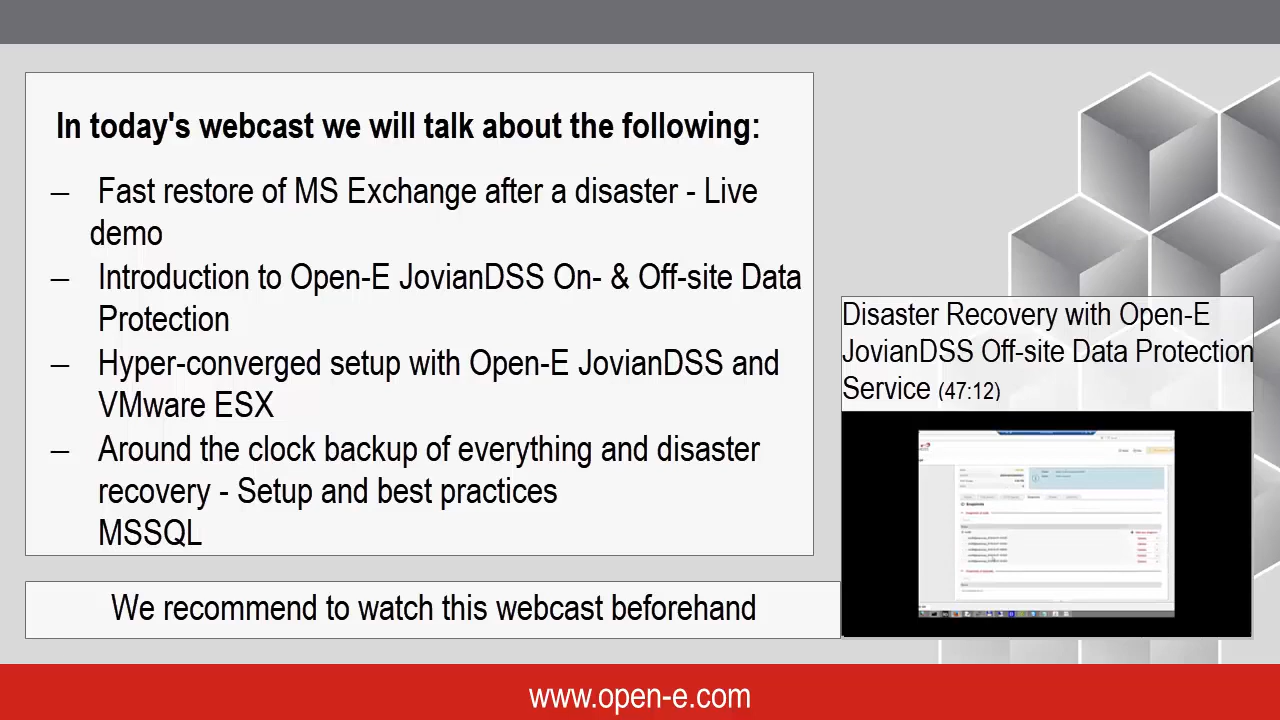 In today's webcast we will talk about the following:
– Fast restore of MS Exchange after a disaster - Live
demo
– Introduction to Open-E JovianDSS On- & Off-site Data
Protection
– Hyper-converged setup with Open-E JovianDSS and
VMware ESX
– Around the clock backup of everything and disaster
recovery - Setup and best practices
MSSQL
We recommend to watch this webcast beforehand
Disaster Recovery with Open-E
JovianDSS Off-site Data Protection
Service (47:12)
Snapshots
www.open-e.com